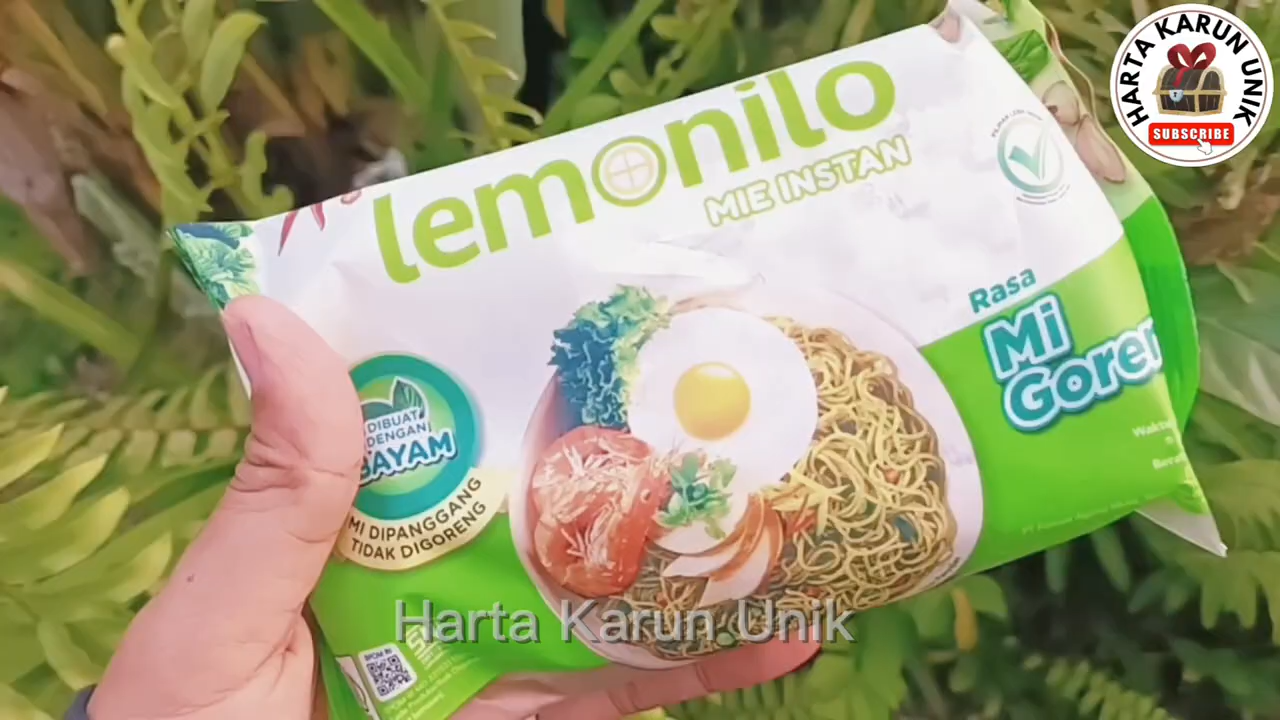 HARTA KARUN UNIK
SUBSCRIBE
lemonilo
MIE INSTAN
Rasa
Mi
Goren
DIBUAT
DENGAN
BAYAM
MI DIPANGGANG
TIDAK DIGORENG
Harta Karun Unik